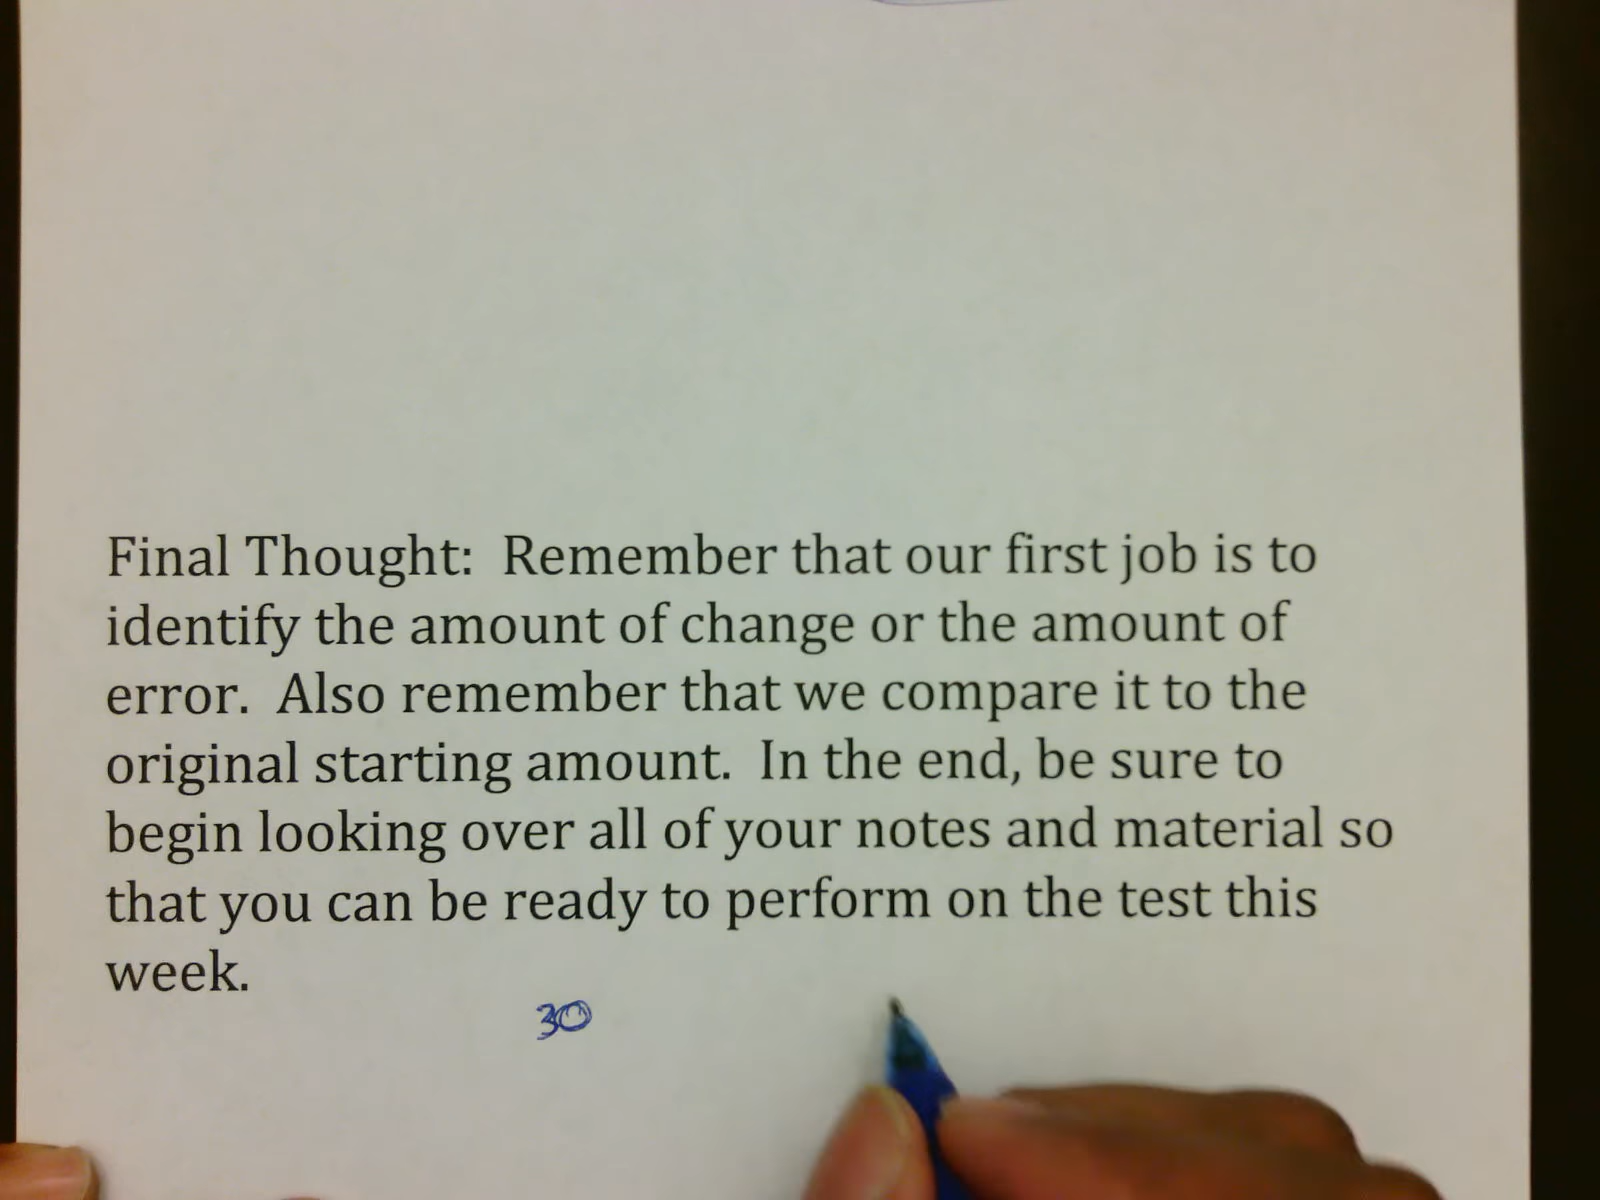 Final Thought:  Remember that our first job is to
identify the amount of change or the amount of
error.  Also remember that we compare it to the
original starting amount.  In the end, be sure to
begin looking over all of your notes and material so
that you can be ready to perform on the test this
week.
30